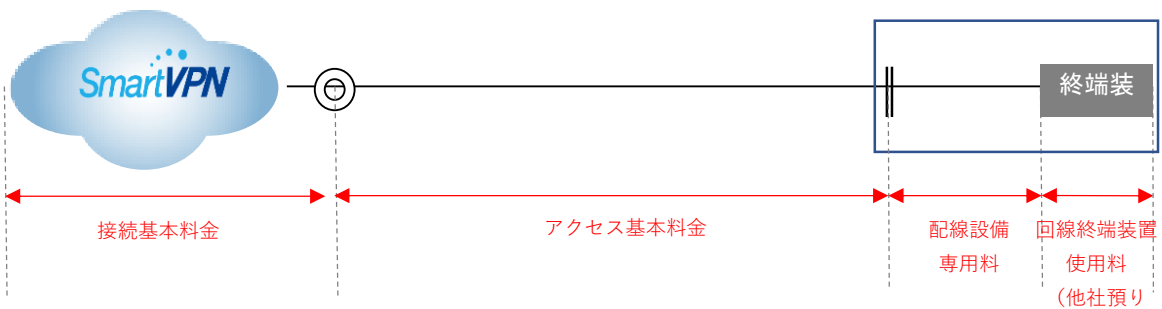 SmartVPN
終端装
接続基本料金
アクセス基本料金
配線設備
専用料
回線終端装置
使用料
（他社預り